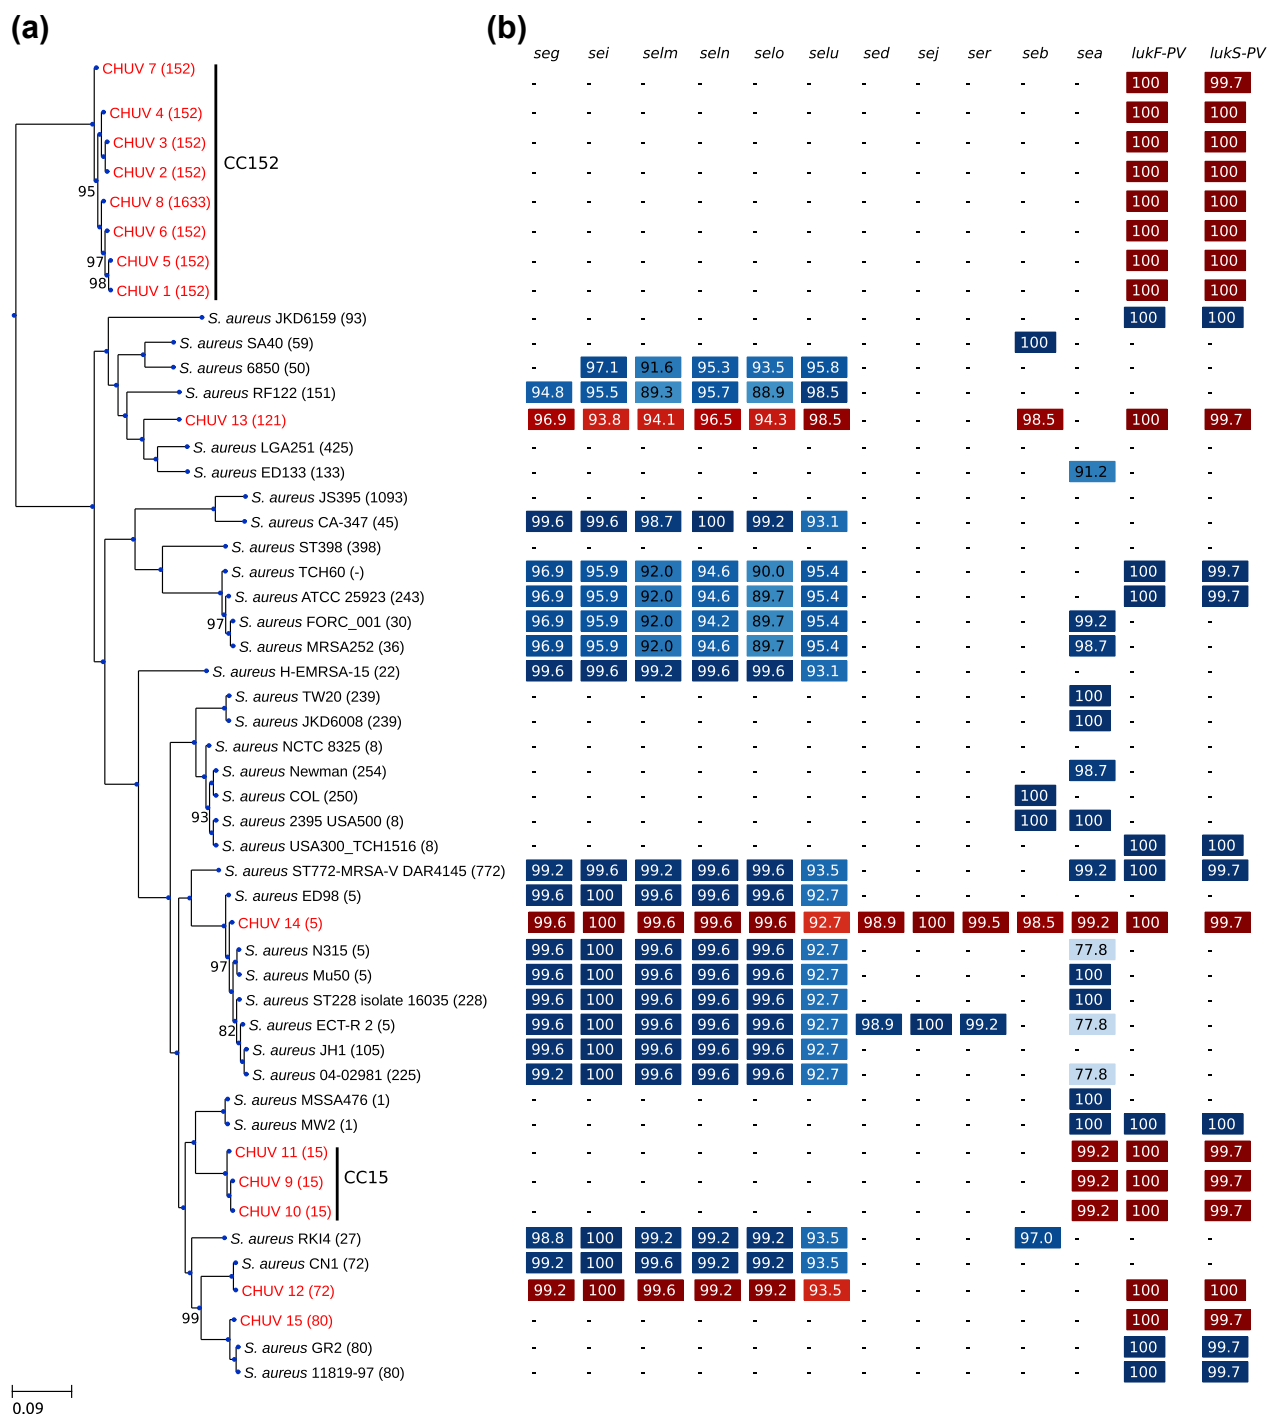 (a) (b)
seg sei selm seln selo selu sed sej ser seb sea lukF-PV lukS-PV
CHUV 7 (152) - - - - - - - - - - - 100 99.7
CHUV 4 (152) - - - - - - - - - - - 100 100
CHUV 3 (152) - - - - - - - - - - - 100 100
CC152
CHUV 2 (152) - - - - - - - - - - - 100 100
95
CHUV 8 (1633) - - - - - - - - - - - 100 100
CHUV 6 (152) - - - - - - - - - - - 100 100
97 CHUV 5 (152) - - - - - - - - - - - 100 100
98 CHUV 1 (152) - - - - - - - - - - - 100 100
S. aureus JKD6159 (93) - - - - - - - - - - - 100 100
S. aureus SA40 (59) - - - - - - - - - 100 - - -
S. aureus 6850 (50) - 97.1 91.6 95.3 93.5 95.8 - - - - - - -
S. aureus RF122 (151) 94.8 95.5 89.3 95.7 88.9 98.5 - - - - - - -
CHUV 13 (121) 96.9 93.8 94.1 96.5 94.3 98.5 - - - 98.5 - 100 99.7
S. aureus LGA251 (425) - - - - - - - - - - - - -
S. aureus ED133 (133) - - - - - - - - - - 91.2 - -
S. aureus JS395 (1093) - - - - - - - - - - - - -
S. aureus CA-347 (45) 99.6 99.6 98.7 100 99.2 93.1 - - - - - - -
S. aureus ST398 (398) - - - - - - - - - - - - -
S. aureus TCH60 (-) 96.9 95.9 92.0 94.6 90.0 95.4 - - - - - 100 99.7
S. aureus ATCC 25923 (243) 96.9 95.9 92.0 94.6 89.7 95.4 - - - - - 100 99.7
97 S. aureus FORC_001 (30) 96.9 95.9 92.0 94.2 89.7 95.4 - - - - 99.2 - -
S. aureus MRSA252 (36) 96.9 95.9 92.0 94.6 89.7 95.4 - - - - 98.7 - -
S. aureus H-EMRSA-15 (22) 99.6 99.6 99.2 99.6 99.6 93.1 - - - - - - -
S. aureus TW20 (239) - - - - - - - - - - 100 - -
S. aureus JKD6008 (239) - - - - - - - - - - 100 - -
S. aureus NCTC 8325 (8) - - - - - - - - - - - - -
S. aureus Newman (254) - - - - - - - - - - 98.7 - -
S. aureus COL (250) - - - - - - - - - 100 - - -
93 S. aureus 2395 USA500 (8) - - - - - - - - - 100 100 - -
S. aureus USA300_TCH1516 (8) - - - - - - - - - - - 100 100
S. aureus ST772-MRSA-V DAR4145 (772) 99.2 99.6 99.2 99.6 99.6 93.5 - - - - 99.2 100 99.7
S. aureus ED98 (5) 99.6 100 99.6 99.6 99.6 92.7 - - - - - - -
CHUV 14 (5) 99.6 100 99.6 99.6 99.6 92.7 98.9 100 99.5 98.5 99.2 100 99.7
S. aureus N315 (5) 99.6 100 99.6 99.6 99.6 92.7 - - - - 77.8 - -
97 S. aureus Mu50 (5) 99.6 100 99.6 99.6 99.6 92.7 - - - - 100 - -
S. aureus ST228 isolate 16035 (228) 99.6 100 99.6 99.6 99.6 92.7 - - - - 100 - -
82 S. aureus ECT-R 2 (5) 99.6 100 99.6 99.6 99.6 92.7 98.9 100 99.2 - 77.8 - -
S. aureus JH1 (105) 99.6 100 99.6 99.6 99.6 92.7 - - - - - - -
S. aureus 04-02981 (225) 99.2 100 99.6 99.6 99.6 92.7 - - - - 77.8 - -
S. aureus MSSA476 (1) - - - - - - - - - - 100 - -
S. aureus MW2 (1) - - - - - - - - - - 100 100 100
CHUV 11 (15) - - - - - - - - - - 99.2 100 99.7
CC15
CHUV 9 (15) - - - - - - - - - - 99.2 100 99.7
CHUV 10 (15) - - - - - - - - - - 99.2 100 99.7
S. aureus RKI4 (27) 98.8 100 99.2 99.2 99.2 93.5 - - - 97.0 - - -
S. aureus CN1 (72) 99.2 100 99.6 99.2 99.2 93.5 - - - - - - -
CHUV 12 (72) 99.2 100 99.6 99.2 99.2 93.5 - - - - - 100 100
99 CHUV 15 (80) - - - - - - - - - - - 100 99.7
S. aureus GR2 (80) - - - - - - - - - - - 100 99.7
S. aureus 11819-97 (80) - - - - - - - - - - - 100 99.7
0.09